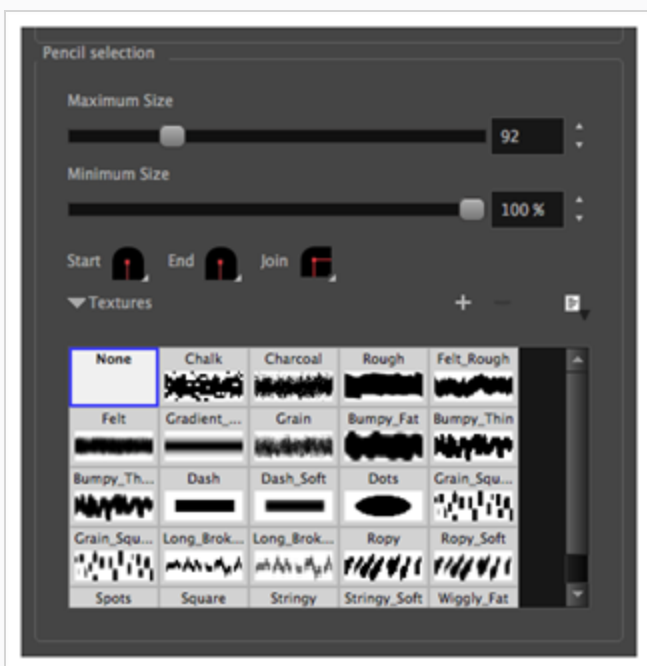 Pencil selection
Maximum Size
92
Minimum Size
100 %
Start End Join
Textures
None Chalk Charcoal Rough Felt_Rough
Felt Gradient_... Grain Bumpy_Fat Bumpy_Thin
Bumpy_Th... Dash Dash_Soft Dots Grain_Squ...
Grain_Squ... Long_Brok... Long_Brok... Ropy Ropy_Soft
Spots Square Stringy Stringy_Soft Wiggly_Fat